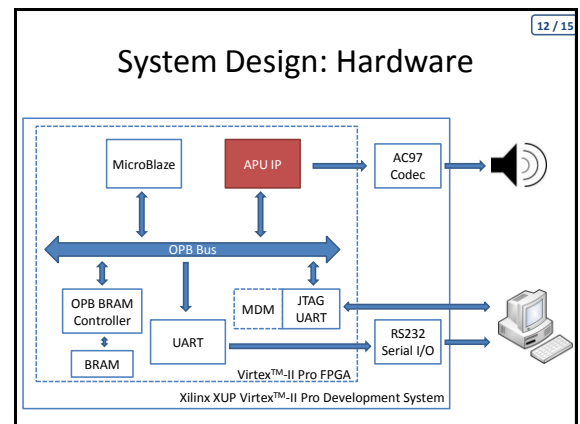 12 / 15
System Design: Hardware
MicroBlaze
APU IP
AC97
Codec
OPB Bus
OPB BRAM
Controller
MDM
JTAG
UART
UART
RS232
Serial I/O
BRAM
Virtex™-II Pro FPGA
Xilinx XUP Virtex™-II Pro Development System